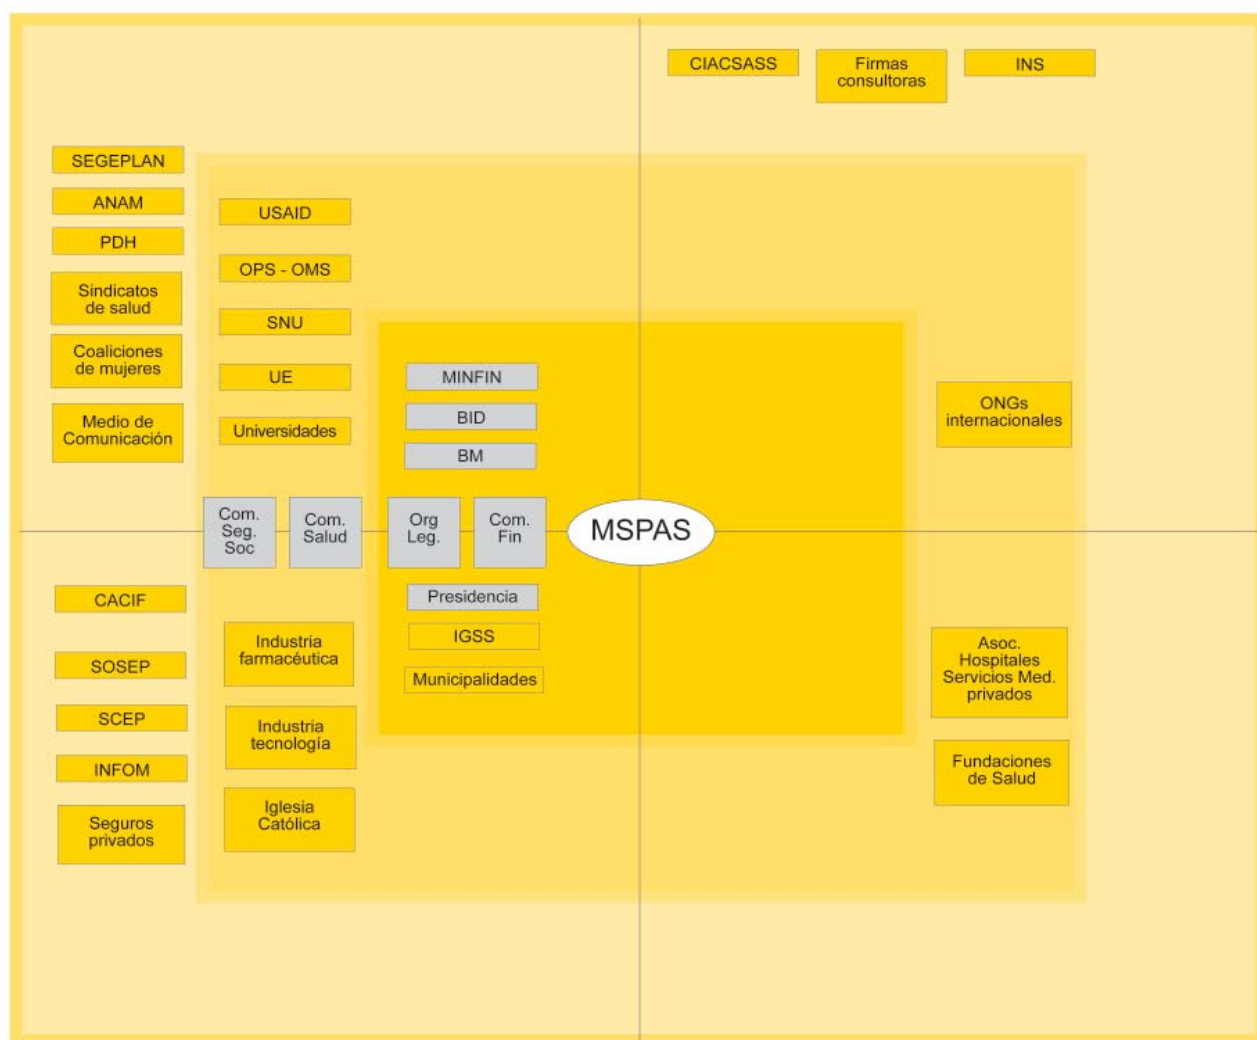 CIACSASS
Firmas
consultoras
INS
SEGEPLAN
ANAM
PDH
Sindicatos
de salud
Coaliciones
de mujeres
Medio de
Comunicación
USAID
OPS - OMS
SNU
UE
Universidades
MINFIN
BID
BM
ONGs
internacionales
Com.
Seg.
Soc
Com.
Salud
Org
Leg.
Com.
Fin
MSPAS
CACIF
SOSEP
SCEP
INFOM
Seguros
privados
Industria
farmacéutica
Industria
tecnología
Iglesia
Católica
Presidencia
IGSS
Municipalidades
Asoc.
Hospitales
Servicios Med.
privados
Fundaciones
de Salud